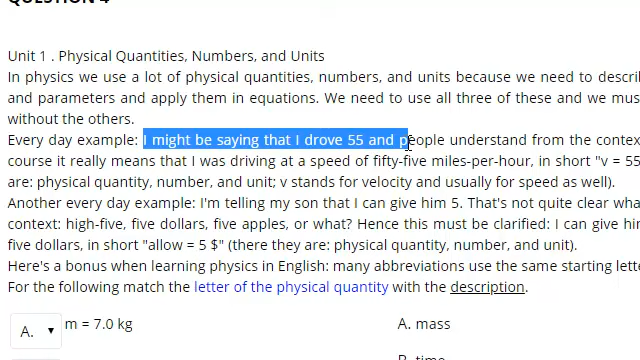 QUESTION 4
Unit 1 . Physical Quantities, Numbers, and Units
In physics we use a lot of physical quantities, numbers, and units because we need to descri
and parameters and apply them in equations. We need to use all three of these and we mus
without the others.
Every day example: I might be saying that I drove 55 and people understand from the contex
course it really means that I was driving at a speed of fifty-five miles-per-hour, in short "v = 55
are: physical quantity, number, and unit; v stands for velocity and usually for speed as well).
Another every day example: I'm telling my son that I can give him 5. That's not quite clear wha
context: high-five, five dollars, five apples, or what? Hence this must be clarified: I can give hi
five dollars, in short "allow = 5 $" (there they are: physical quantity, number, and unit).
Here's a bonus when learning physics in English: many abbreviations use the same starting lett
For the following match the letter of the physical quantity with the description.
A. m = 7.0 kg A. mass
B. time